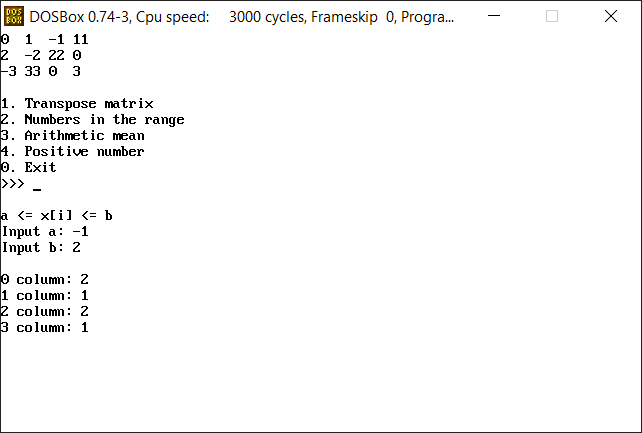 DOS BOX DOSBox 0.74-3, Cpu speed: 3000 cycles, Frameskip 0, Progra...
0 1 -1 11
2 -2 22 0
-3 33 0 3
1. Transpose matrix
2. Numbers in the range
3. Arithmetic mean
4. Positive number
0. Exit
>>> _
a <= x[i] <= b
Input a: -1
Input b: 2
0 column: 2
1 column: 1
2 column: 2
3 column: 1